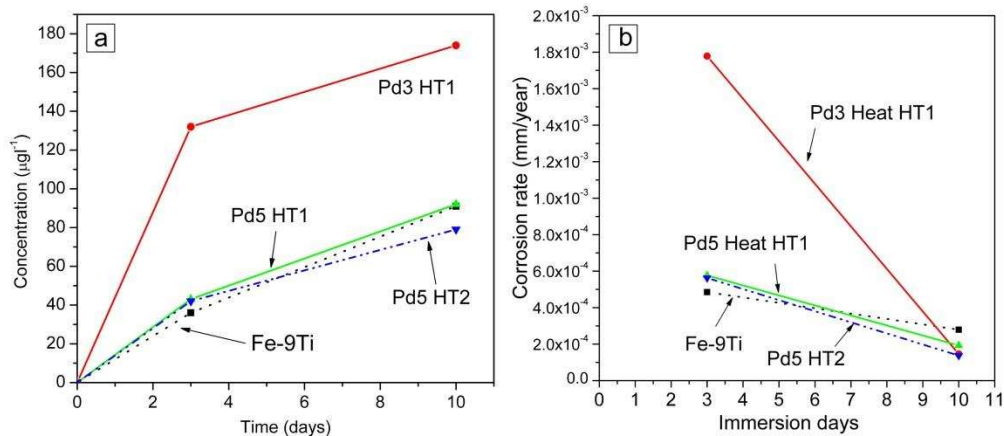 a
180
160
140
120
100
80
60
40
20
0
0 2 4 6 8 10
Concentration (µgl⁻¹)
Time (days)
Pd3 HT1
Pd5 HT1
Pd5 HT2
Fe-9Ti
b
2.0x10⁻³
1.8x10⁻³
1.6x10⁻³
1.4x10⁻³
1.2x10⁻³
1.0x10⁻³
8.0x10⁻⁴
6.0x10⁻⁴
4.0x10⁻⁴
2.0x10⁻⁴
0.0
0 1 2 3 4 5 6 7 8 9 10 11
Corrosion rate (mm/year)
Immersion days
Pd3 Heat HT1
Pd5 Heat HT1
Fe-9Ti
Pd5 HT2